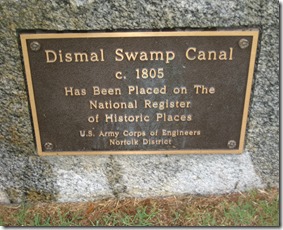 Dismal Swamp Canal
c. 1805
Has Been Placed on The
National Register
of Historic Places
U.S. Army Corps of Engineers
Norfolk District